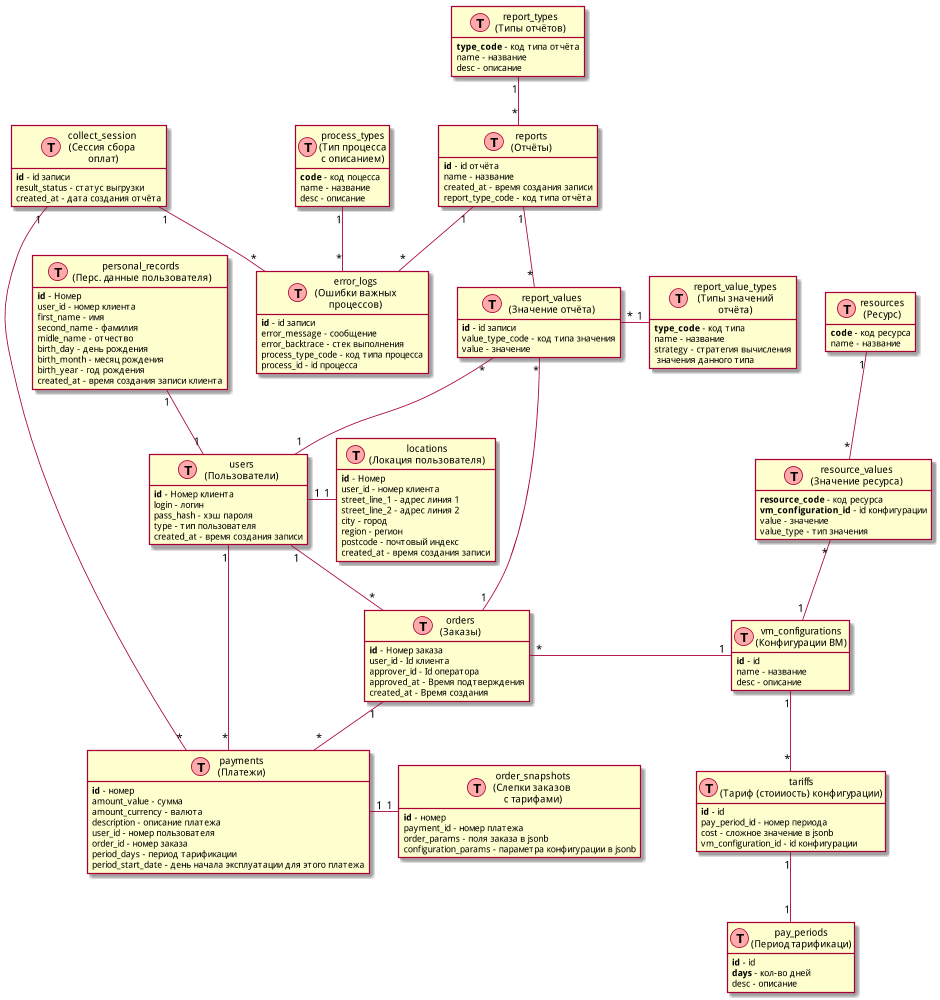 T
report_types
(Типы отчётов)
type_code - код типа отчёта
name - название
desc - описание
1
*
T
collect_session
(Сессия сбора
оплат)
id - id записи
result_status - статус выгрузки
created_at - дата создания отчёта
1
1
T
process_types
(Тип процесса
с описанием)
code - код поцесса
name - название
desc - описание
1
*
T
reports
(Отчёты)
id - id отчёта
name - название
created_at - время создания записи
report_type_code - код типа отчёта
1
1
*
*
*
T
personal_records
(Перс. данные пользователя)
id - Номер
user_id - номер клиента
first_name - имя
second_name - фамилия
midle_name - отчество
birth_day - день рождения
birth_month - месяц рождения
birth_year - год рождения
created_at - время создания записи клиента
1
1
T
error_logs
(Ошибки важных
процессов)
id - id записи
error_message - сообщение
error_backtrace - стек выполнения
process_type_code - код типа процесса
process_id - id процесса
T
report_values
(Значение отчёта)
id - id записи
value_type_code - код типа значения
value - значение
* 1
*
*
T
report_value_types
(Типы значений
отчёта)
type_code - код типа
name - название
strategy - стратегия вычисления
значения данного типа
T
resources
(Ресурс)
code - код ресурса
name - название
1
*
1
T
users
(Пользователи)
id - Номер клиента
login - логин
pass_hash - хэш пароля
type - тип пользователя
created_at - время создания записи
1 1
1
1
T
locations
(Локация пользователя)
id - Номер
user_id - номер клиента
street_line_1 - адрес линия 1
street_line_2 - адрес линия 2
city - город
region - регион
postcode - почтовый индекс
created_at - время создания записи
T
resource_values
(Значение ресурса)
resource_code - код ресурса
vm_configuration_id - id конфигурации
value - значение
value_type - тип значения
*
1
*
1
T
orders
(Заказы)
id - Номер заказа
user_id - Id клиента
approver_id - Id оператора
approved_at - Время подтверждения
created_at - Время создания
* 1
1
*
T
vm_configurations
(Конфигурации ВМ)
id - id
name - название
desc - описание
1
*
*
*
T
payments
(Платежи)
id - номер
amount_value - сумма
amount_currency - валюта
description - описание платежа
user_id - номер пользователя
order_id - номер заказа
period_days - период тарификации
period_start_date - день начала эксплуатации для этого платежа
1 1
T
order_snapshots
(Слепки заказов
с тарифами)
id - номер
payment_id - номер платежа
order_params - поля заказа в jsonb
configuration_params - параметра конфигурации в jsonb
T
tariffs
(Тариф (стоииость) конфигурации)
id - id
pay_period_id - номер периода
cost - сложное значение в jsonb
vm_configuration_id - id конфигурации
1
1
T
pay_periods
(Период тарификаци)
id - id
days - кол-во дней
desc - описание